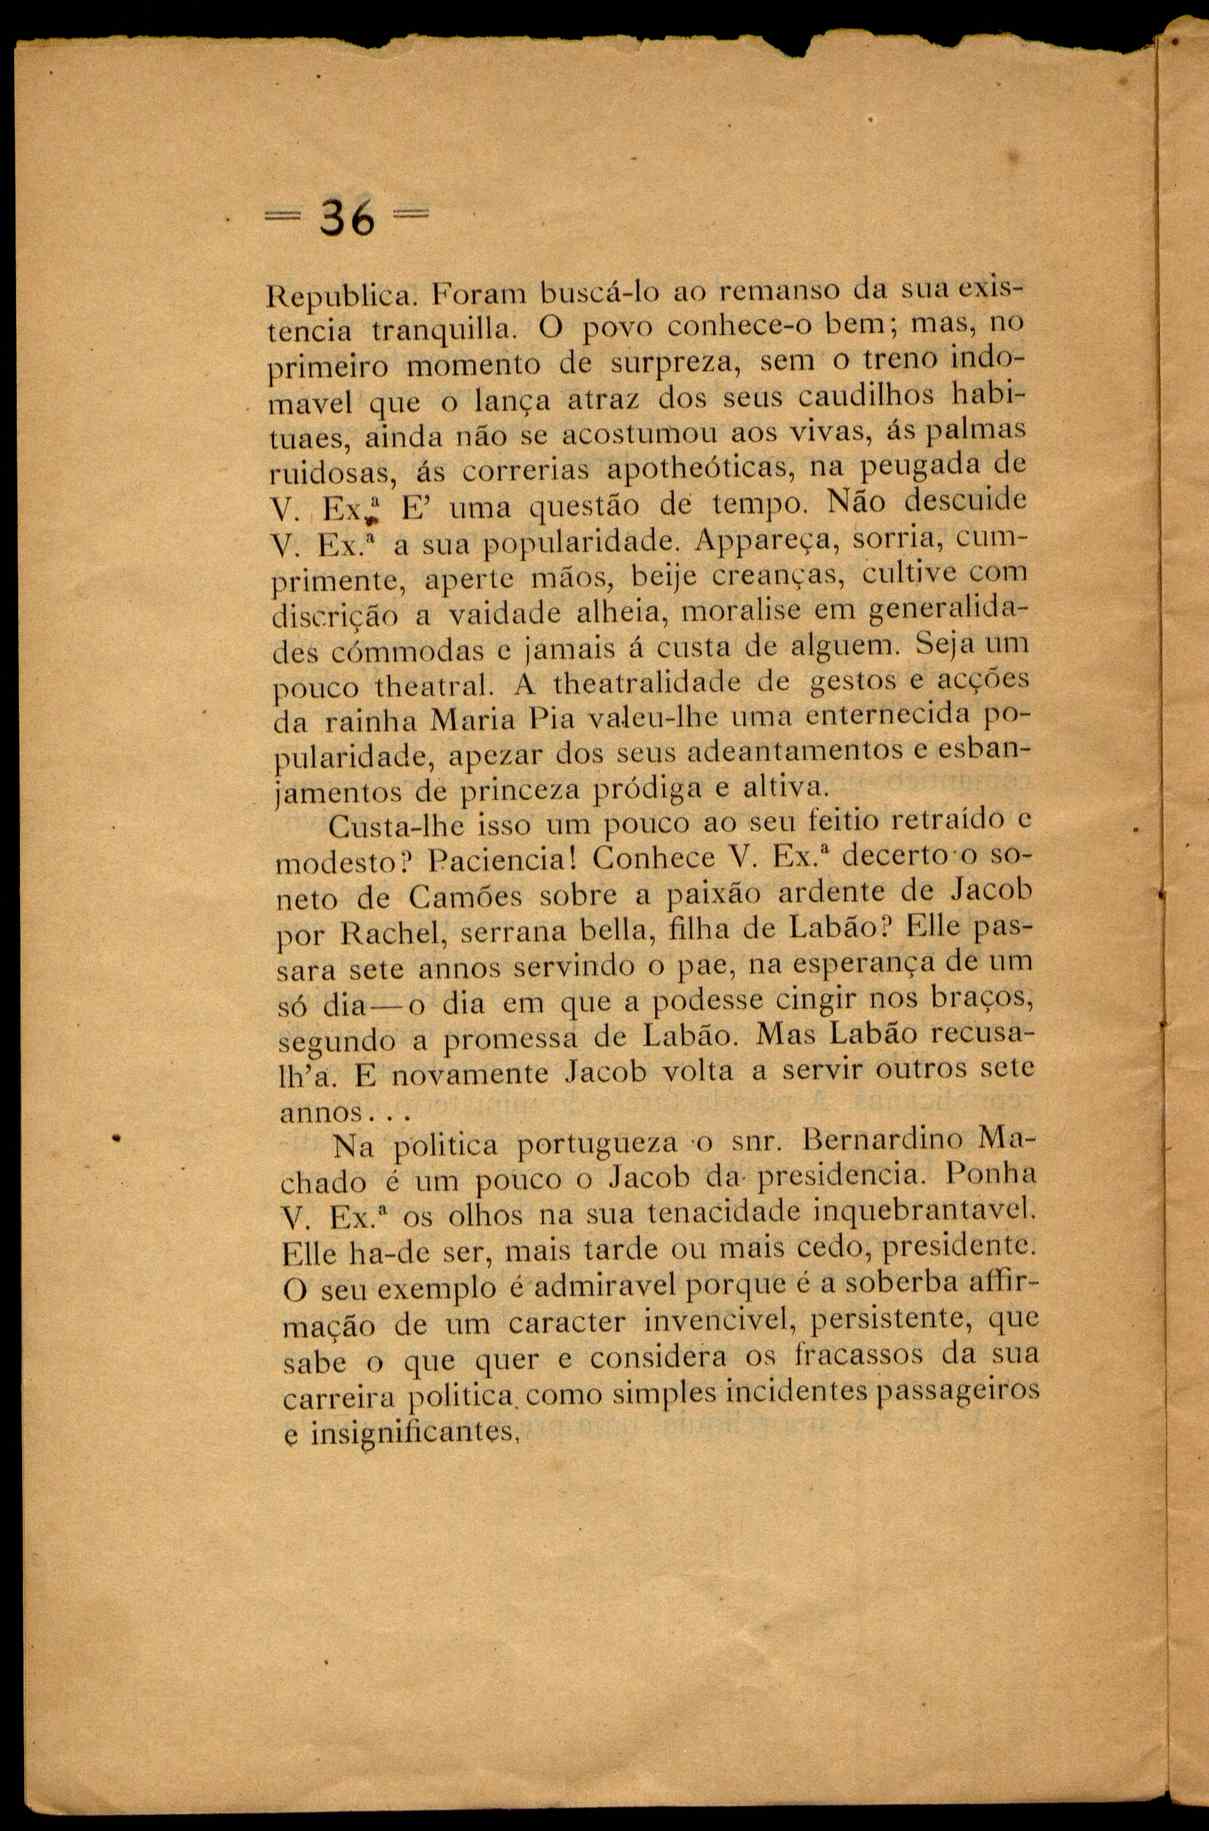 = 36 =
Republica. Foram buscá-lo ao remanso da sua exis-
tencia tranquilla. O povo conhece-o bem; mas, no
primeiro momento de surpreza, sem o treno indo-
mavel que o lança atraz dos seus caudilhos habi-
tuaes, ainda não se acostumou aos vivas, ás palmas
ruidosas, ás correrias apotheóticas, na peugada de
V. Ex.ª E' uma questão de tempo. Não descuide
V. Ex.ª a sua popularidade. Appareça, sorria, cum-
primente, aperte mãos, beije creanças, cultive com
discrição a vaidade alheia, moralise em generalida-
des cómmodas e jamais á custa de alguem. Seja um
pouco theatral. A theatralidade de gestos e acções
da rainha Maria Pia valeu-lhe uma enternecida po-
pularidade, apezar dos seus adeantamentos e esban-
jamentos de princeza pródiga e altiva.
Custa-lhe isso um pouco ao seu feitio retraído e
modesto? Paciencia! Conhece V. Ex.ª decerto o so-
neto de Camões sobre a paixão ardente de Jacob
por Rachel, serrana bella, filha de Labão? Elle pas-
sara sete annos servindo o pae, na esperança de um
só dia—o dia em que a podesse cingir nos braços,
segundo a promessa de Labão. Mas Labão recusa-
lh'a. E novamente Jacob volta a servir outros sete
annos...
Na politica portugueza o snr. Bernardino Ma-
chado é um pouco o Jacob da presidencia. Ponha
V. Ex.ª os olhos na sua tenacidade inquebrantavel.
Elle ha-de ser, mais tarde ou mais cedo, presidente.
O seu exemplo é admiravel porque é a soberba affir-
mação de um caracter invencivel, persistente, que
sabe o que quer e considera os fracassos da sua
carreira politica como simples incidentes passageiros
e insignificantes,